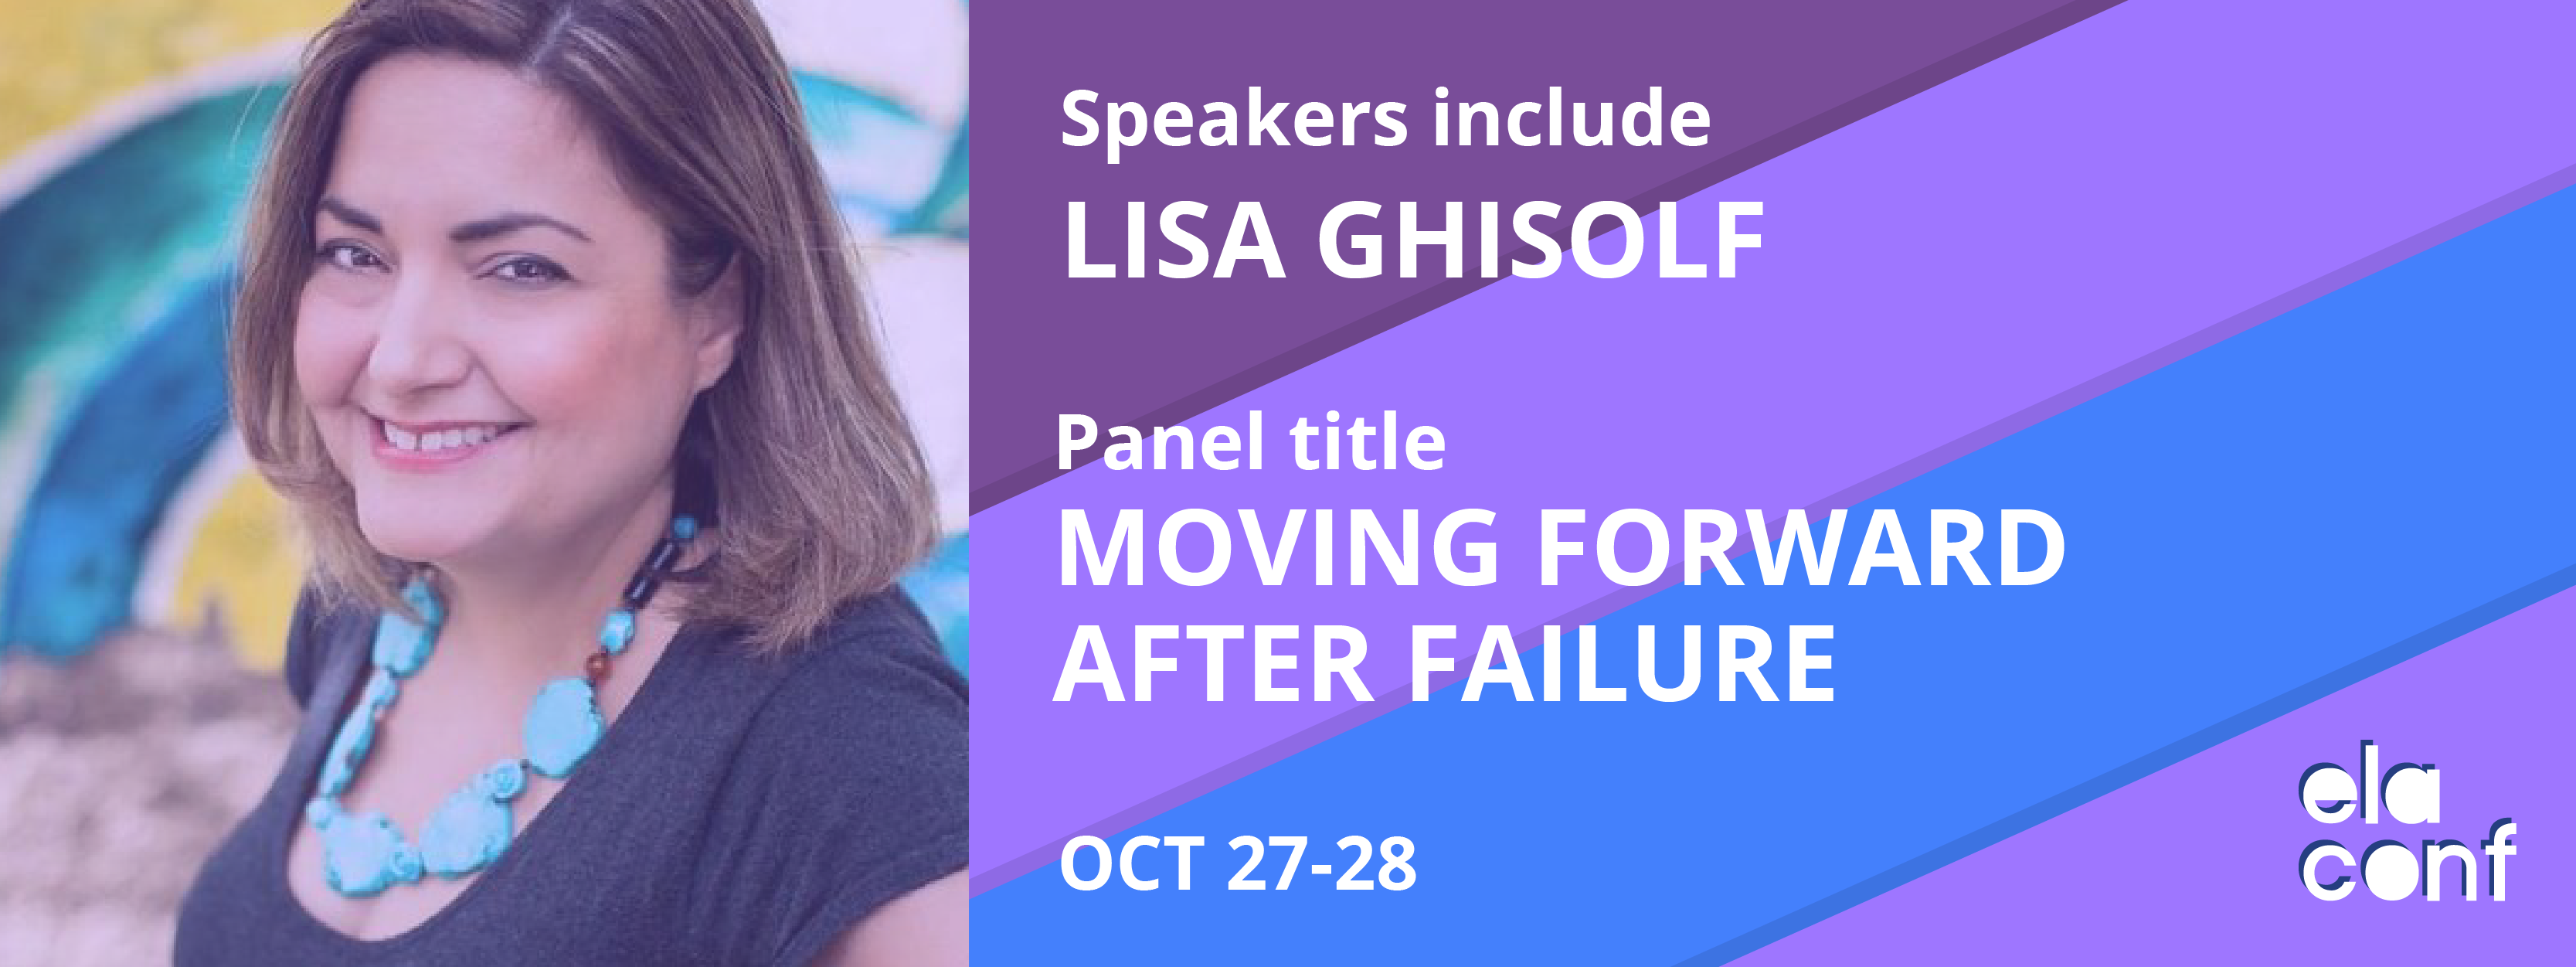 Speakers include
LISA GHISOLF
Panel title
MOVING FORWARD
AFTER FAILURE
OCT 27-28
ela
conf